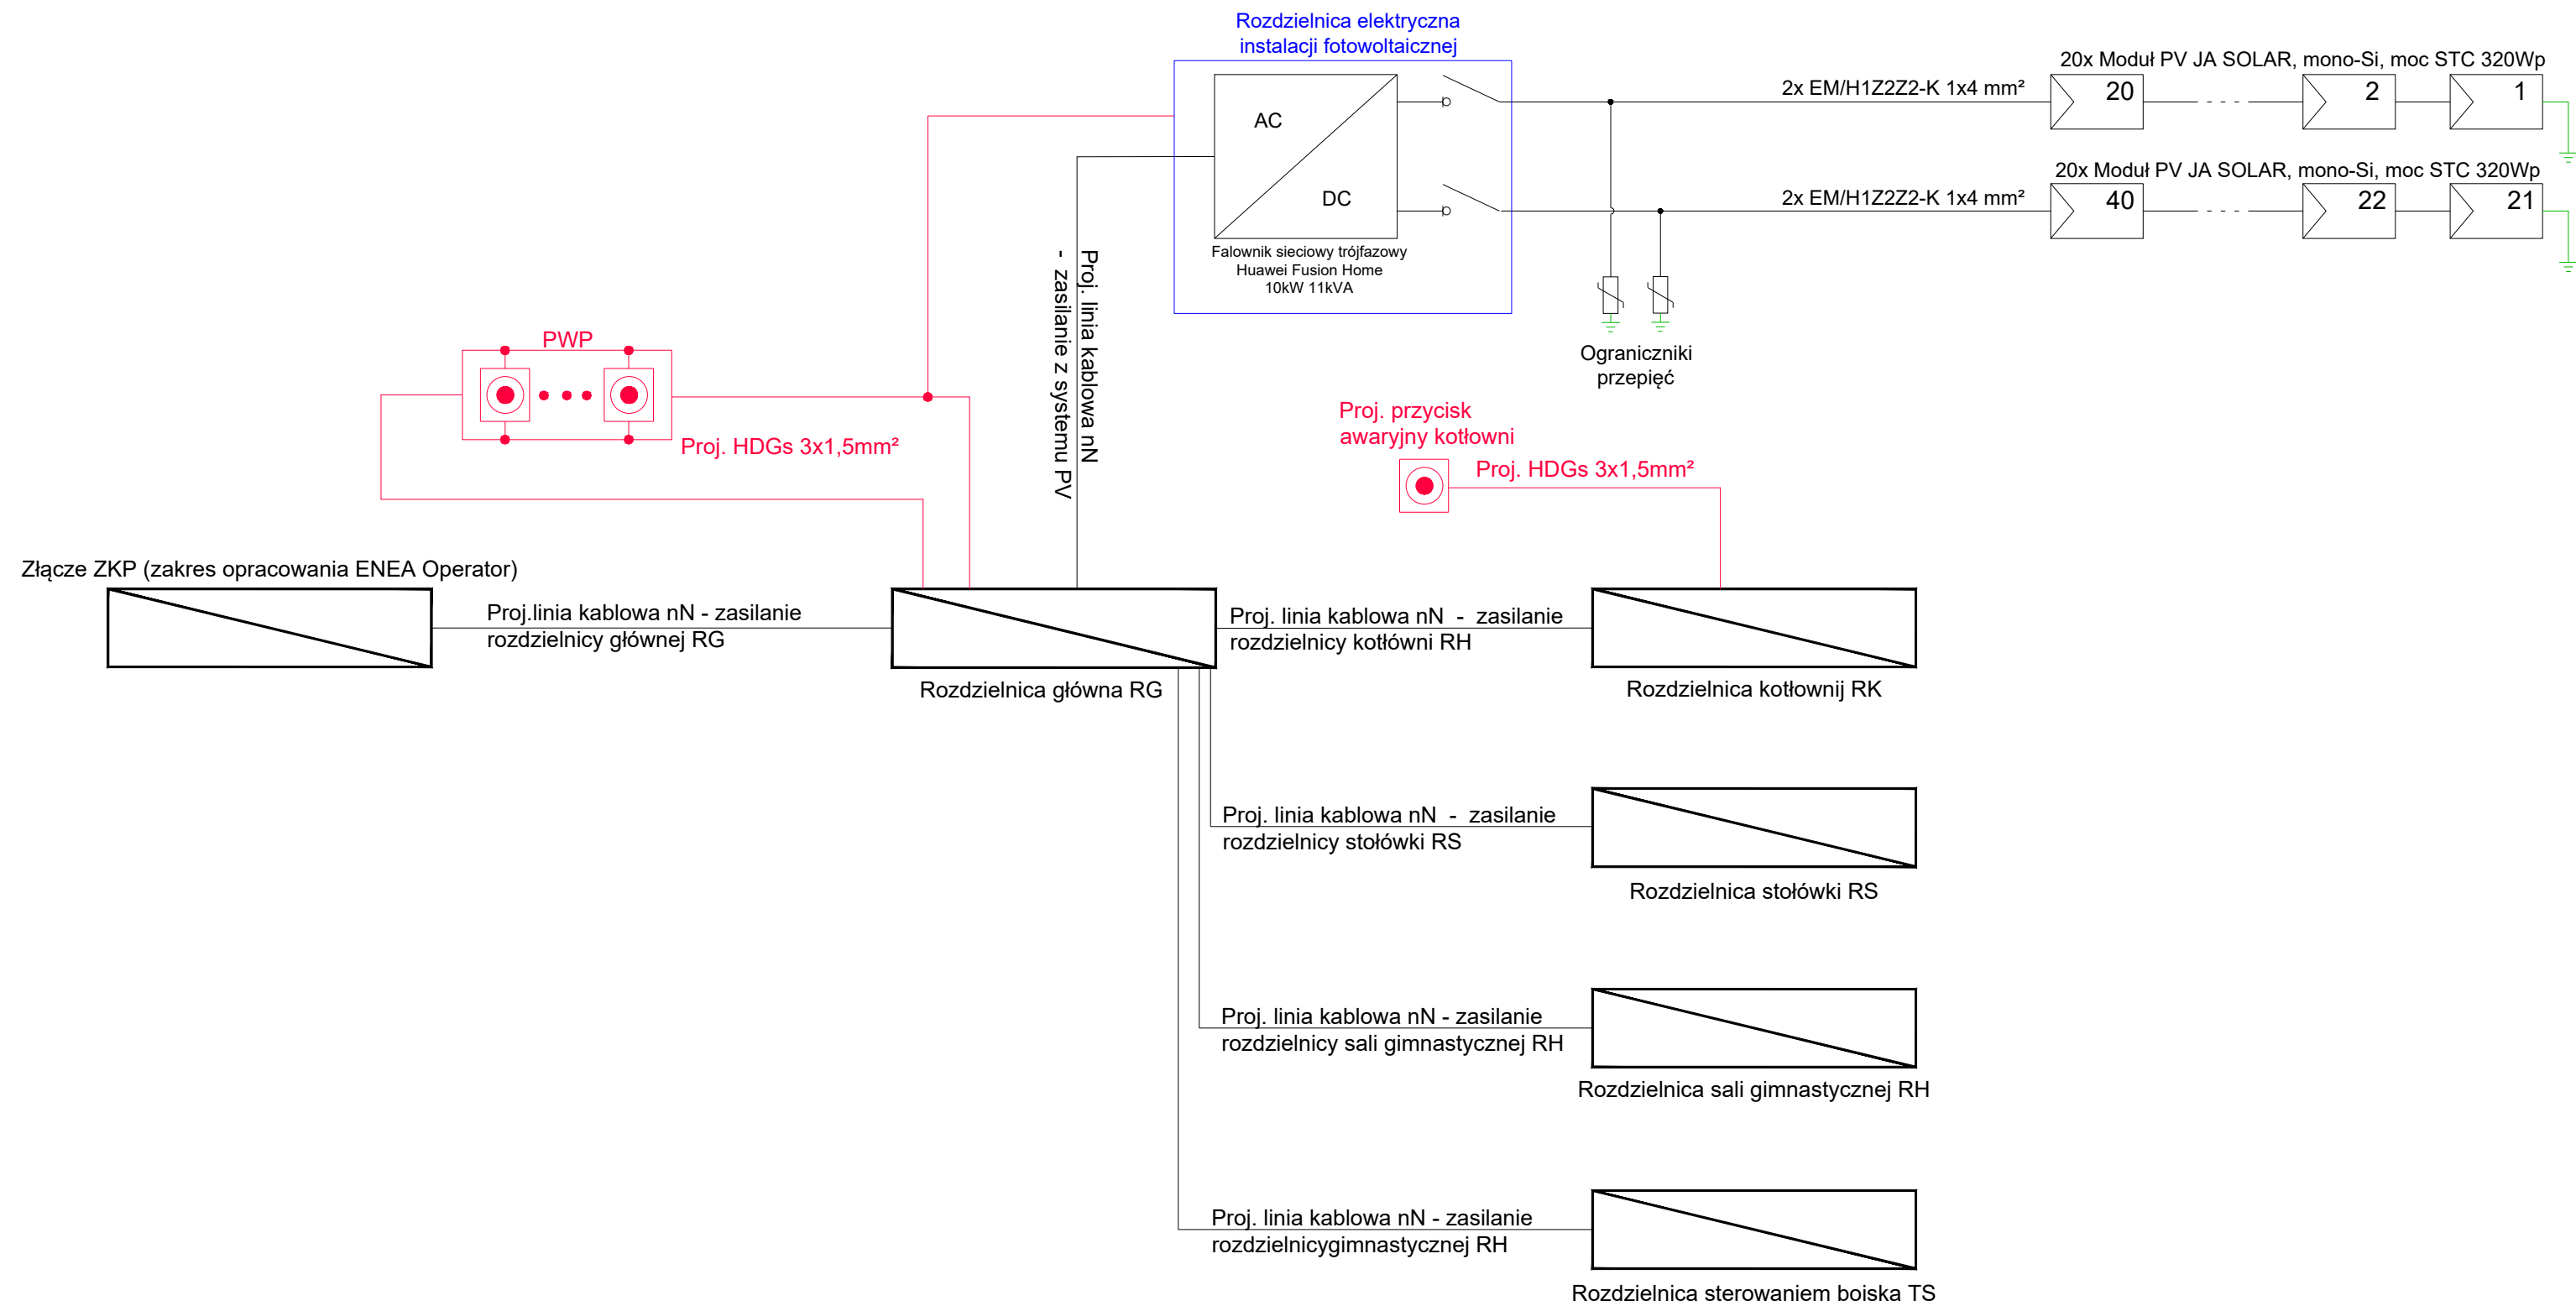 Rozdzielnica elektryczna
instalacji fotowoltaicznej
20x Moduł PV JA SOLAR, mono-Si, moc STC 320Wp
2x EM/H1Z2Z2-K 1x4 mm²
20
2
1
AC
DC
20x Moduł PV JA SOLAR, mono-Si, moc STC 320Wp
2x EM/H1Z2Z2-K 1x4 mm²
40
22
21
Falownik sieciowy trójfazowy
Huawei Fusion Home
10kW 11kVA
Proj. linia kablowa nN
- zasilanie z systemu PV
PWP
Proj. HDGs 3x1,5mm²
Ograniczniki
przepięć
Proj. przycisk
awaryjny kotłowni
Proj. HDGs 3x1,5mm²
Złącze ZKP (zakres opracowania ENEA Operator)
Proj.linia kablowa nN - zasilanie
rozdzielnicy głównej RG
Rozdzielnica główna RG
Proj. linia kablowa nN - zasilanie
rozdzielnicy kotłówni RH
Rozdzielnica kotłownij RK
Proj. linia kablowa nN - zasilanie
rozdzielnicy stołówki RS
Rozdzielnica stołówki RS
Proj. linia kablowa nN - zasilanie
rozdzielnicy sali gimnastycznej RH
Rozdzielnica sali gimnastycznej RH
Proj. linia kablowa nN - zasilanie
rozdzielnicygimnastycznej RH
Rozdzielnica sterowaniem boiska TS